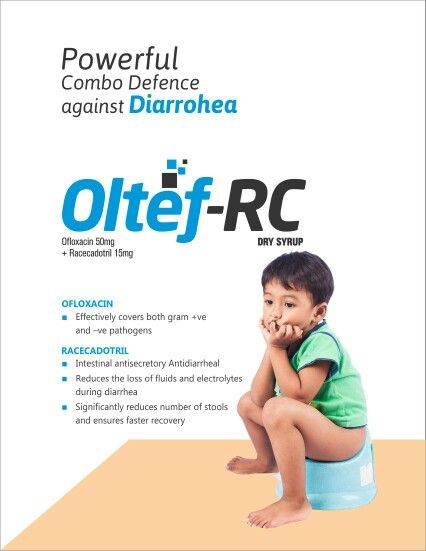 Powerful
Combo Defence
against Diarrohea
Oltef-RC
Ofloxacin 50mg
+ Racecadotril 15mg
DRY SYRUP
OFLOXACIN
■ Effectively covers both gram +ve
and –ve pathogens
RACECADOTRIL
■ Intestinal antisecretory Antidiarrheal
■ Reduces the loss of fluids and electrolytes
during diarrhea
■ Significantly reduces number of stools
and ensures faster recovery